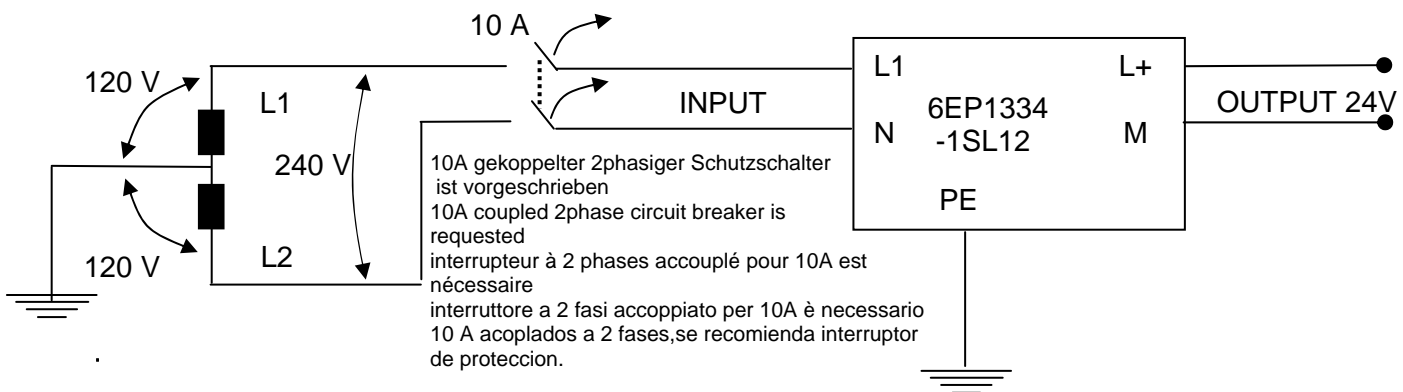 10 A
120 V
L1
L1
L+
INPUT
6EP1334
-1SL12
OUTPUT 24V
N
M
240 V
10A gekoppelter 2phasiger Schutzschalter
ist vorgeschrieben
10A coupled 2phase circuit breaker is
requested
interrupteur à 2 phases accouplé pour 10A est
nécessaire
interruttore a 2 fasi accoppiato per 10A è necessario
10 A acoplados a 2 fases,se recomienda interruptor
de proteccion.
PE
120 V
L2